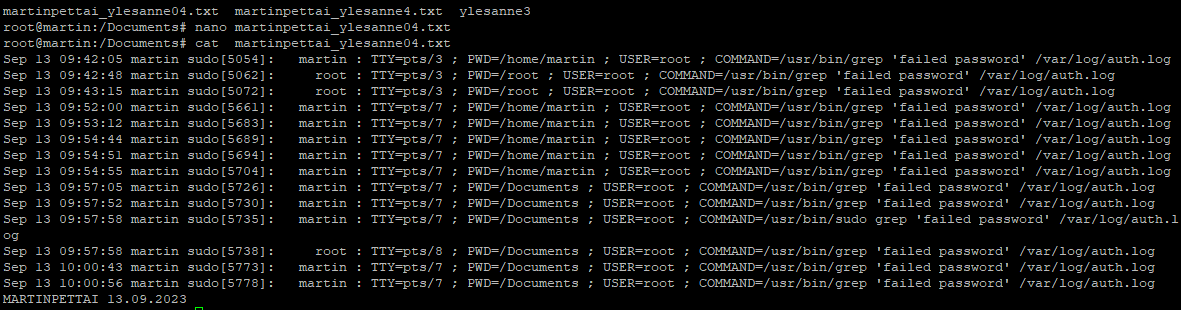 martinpettai_ylesanne04.txt  martinpettai_ylesanne4.txt  ylesanne3
root@martin:/Documents# nano martinpettai_ylesanne04.txt
root@martin:/Documents# cat  martinpettai_ylesanne04.txt
Sep 13 09:42:05 martin sudo[5054]:   martin : TTY=pts/3 ; PWD=/home/martin ; USER=root ; COMMAND=/usr/bin/grep 'failed password' /var/log/auth.log
Sep 13 09:42:48 martin sudo[5062]:     root : TTY=pts/3 ; PWD=/root ; USER=root ; COMMAND=/usr/bin/grep 'failed password' /var/log/auth.log
Sep 13 09:43:15 martin sudo[5072]:     root : TTY=pts/3 ; PWD=/root ; USER=root ; COMMAND=/usr/bin/grep 'failed password' /var/log/auth.log
Sep 13 09:52:00 martin sudo[5661]:   martin : TTY=pts/7 ; PWD=/home/martin ; USER=root ; COMMAND=/usr/bin/grep 'failed password' /var/log/auth.log
Sep 13 09:53:12 martin sudo[5683]:   martin : TTY=pts/7 ; PWD=/home/martin ; USER=root ; COMMAND=/usr/bin/grep 'failed password' /var/log/auth.log
Sep 13 09:54:44 martin sudo[5689]:   martin : TTY=pts/7 ; PWD=/home/martin ; USER=root ; COMMAND=/usr/bin/grep 'failed password' /var/log/auth.log
Sep 13 09:54:51 martin sudo[5694]:   martin : TTY=pts/7 ; PWD=/home/martin ; USER=root ; COMMAND=/usr/bin/grep 'failed password' /var/log/auth.log
Sep 13 09:54:55 martin sudo[5704]:   martin : TTY=pts/7 ; PWD=/home/martin ; USER=root ; COMMAND=/usr/bin/grep 'failed password' /var/log/auth.log
Sep 13 09:57:05 martin sudo[5726]:   martin : TTY=pts/7 ; PWD=/Documents ; USER=root ; COMMAND=/usr/bin/grep 'failed password' /var/log/auth.log
Sep 13 09:57:52 martin sudo[5730]:   martin : TTY=pts/7 ; PWD=/Documents ; USER=root ; COMMAND=/usr/bin/grep 'failed password' /var/log/auth.log
Sep 13 09:57:58 martin sudo[5735]:   martin : TTY=pts/7 ; PWD=/Documents ; USER=root ; COMMAND=/usr/bin/sudo grep 'failed password' /var/log/auth.l
og
Sep 13 09:57:58 martin sudo[5738]:     root : TTY=pts/8 ; PWD=/Documents ; USER=root ; COMMAND=/usr/bin/grep 'failed password' /var/log/auth.log
Sep 13 10:00:43 martin sudo[5773]:   martin : TTY=pts/7 ; PWD=/Documents ; USER=root ; COMMAND=/usr/bin/grep 'failed password' /var/log/auth.log
Sep 13 10:00:56 martin sudo[5778]:   martin : TTY=pts/7 ; PWD=/Documents ; USER=root ; COMMAND=/usr/bin/grep 'failed password' /var/log/auth.log
MARTINPETTAI 13.09.2023